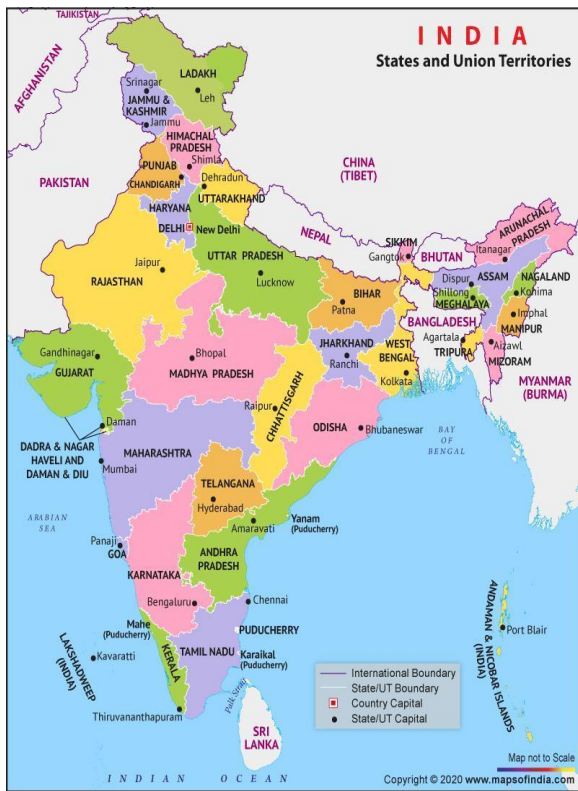 INDIA
States and Union Territories
TAJIKISTAN
AFGHANISTAN
PAKISTAN
CHINA
(TIBET)
NEPAL
BHUTAN
BANGLADESH
MYANMAR
(BURMA)
SRI
LANKA
LADAKH
Leh
Srinagar
JAMMU &
KASHMIR
Jammu
HIMACHAL
PRADESH
Shimla
PUNJAB
CHANDIGARH
Dehradun
UTTARAKHAND
HARYANA
DELHI
New Delhi
RAJASTHAN
Jaipur
UTTAR PRADESH
Lucknow
BIHAR
Patna
SIKKIM
Gangtok
ARUNACHAL
PRADESH
Itanagar
Dispur
ASSAM
NAGALAND
Shillong
Kohima
MEGHALAYA
Imphal
MANIPUR
Agartala
Aizawl
TRIPURA
MIZORAM
Gandhinagar
GUJARAT
Bhopal
MADHYA PRADESH
JHARKHAND
Ranchi
WEST
BENGAL
Kolkata
Raipur
CHHATTISGARH
ODISHA
Bhubaneswar
BAY
OF
BENGAL
Daman
DADRA & NAGAR
HAVELI AND
DAMAN & DIU
Mumbai
MAHARASHTRA
TELANGANA
Hyderabad
ARABIAN
SEA
Yanam
(Puducherry)
Amaravati
Panaji
GOA
ANDHRA
PRADESH
KARNATAKA
Bengaluru
Chennai
Mahe
(Puducherry)
PUDUCHERRY
TAMIL NADU
Karaikal
(Puducherry)
KERALA
LAKSHADWEEP
(INDIA)
Kavaratti
Thiruvananthapuram
Palk Strait
ANDAMAN & NICOBAR ISLANDS
(INDIA)
Port Blair
International Boundary
State/UT Boundary
Country Capital
State/UT Capital
INDIAN OCEAN
Map not to Scale
Copyright © 2020 www.mapsofindia.com